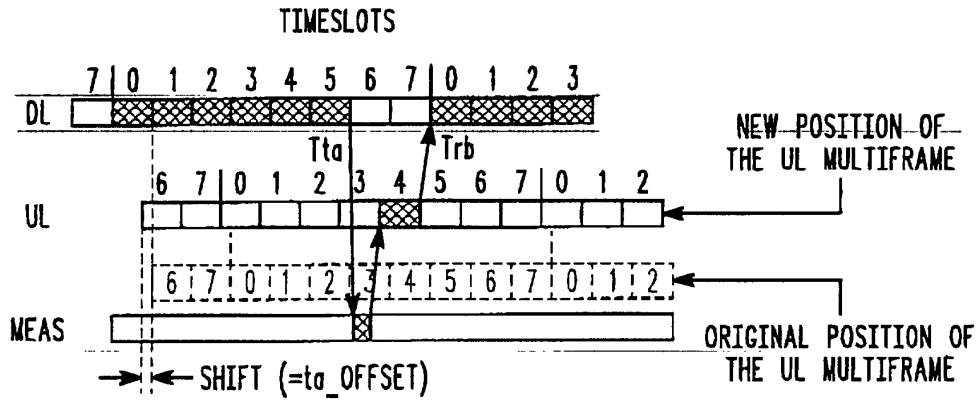 TIMESLOTS
7 0 1 2 3 4 5 6 7 0 1 2 3
DL
Tta
Trb
NEW POSITION OF
THE UL MULTIFRAME
6 7 0 1 2 3 4 5 6 7 0 1 2
UL
6 7 0 1 2 3 4 5 6 7 0 1 2
MEAS
ORIGINAL POSITION OF
THE UL MULTIFRAME
SHIFT (=ta_OFFSET)